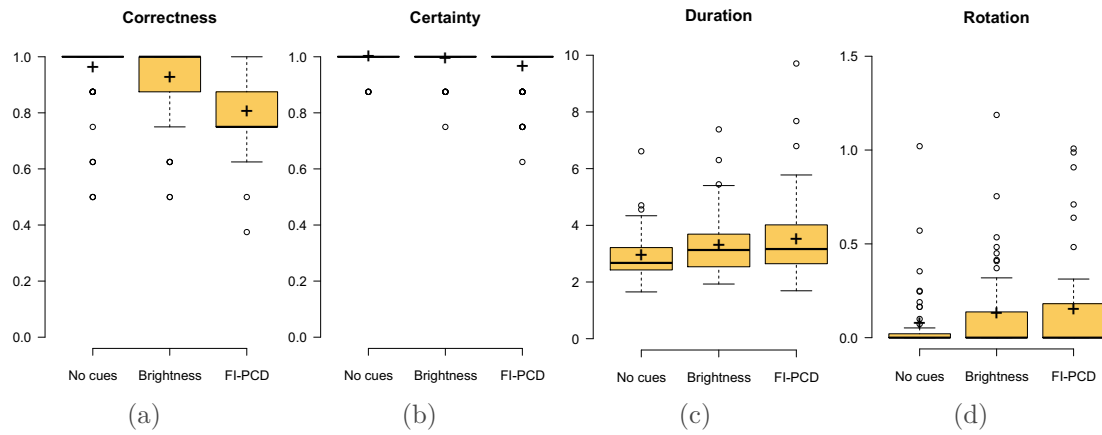 Correctness
1.0
0.8
0.6
0.4
0.2
0.0
No cues Brightness FI-PCD
(a)
Certainty
1.0
0.8
0.6
0.4
0.2
0.0
No cues Brightness FI-PCD
(b)
Duration
10
8
6
4
2
0
No cues Brightness FI-PCD
(c)
Rotation
1.5
1.0
0.5
0.0
No cues Brightness FI-PCD
(d)